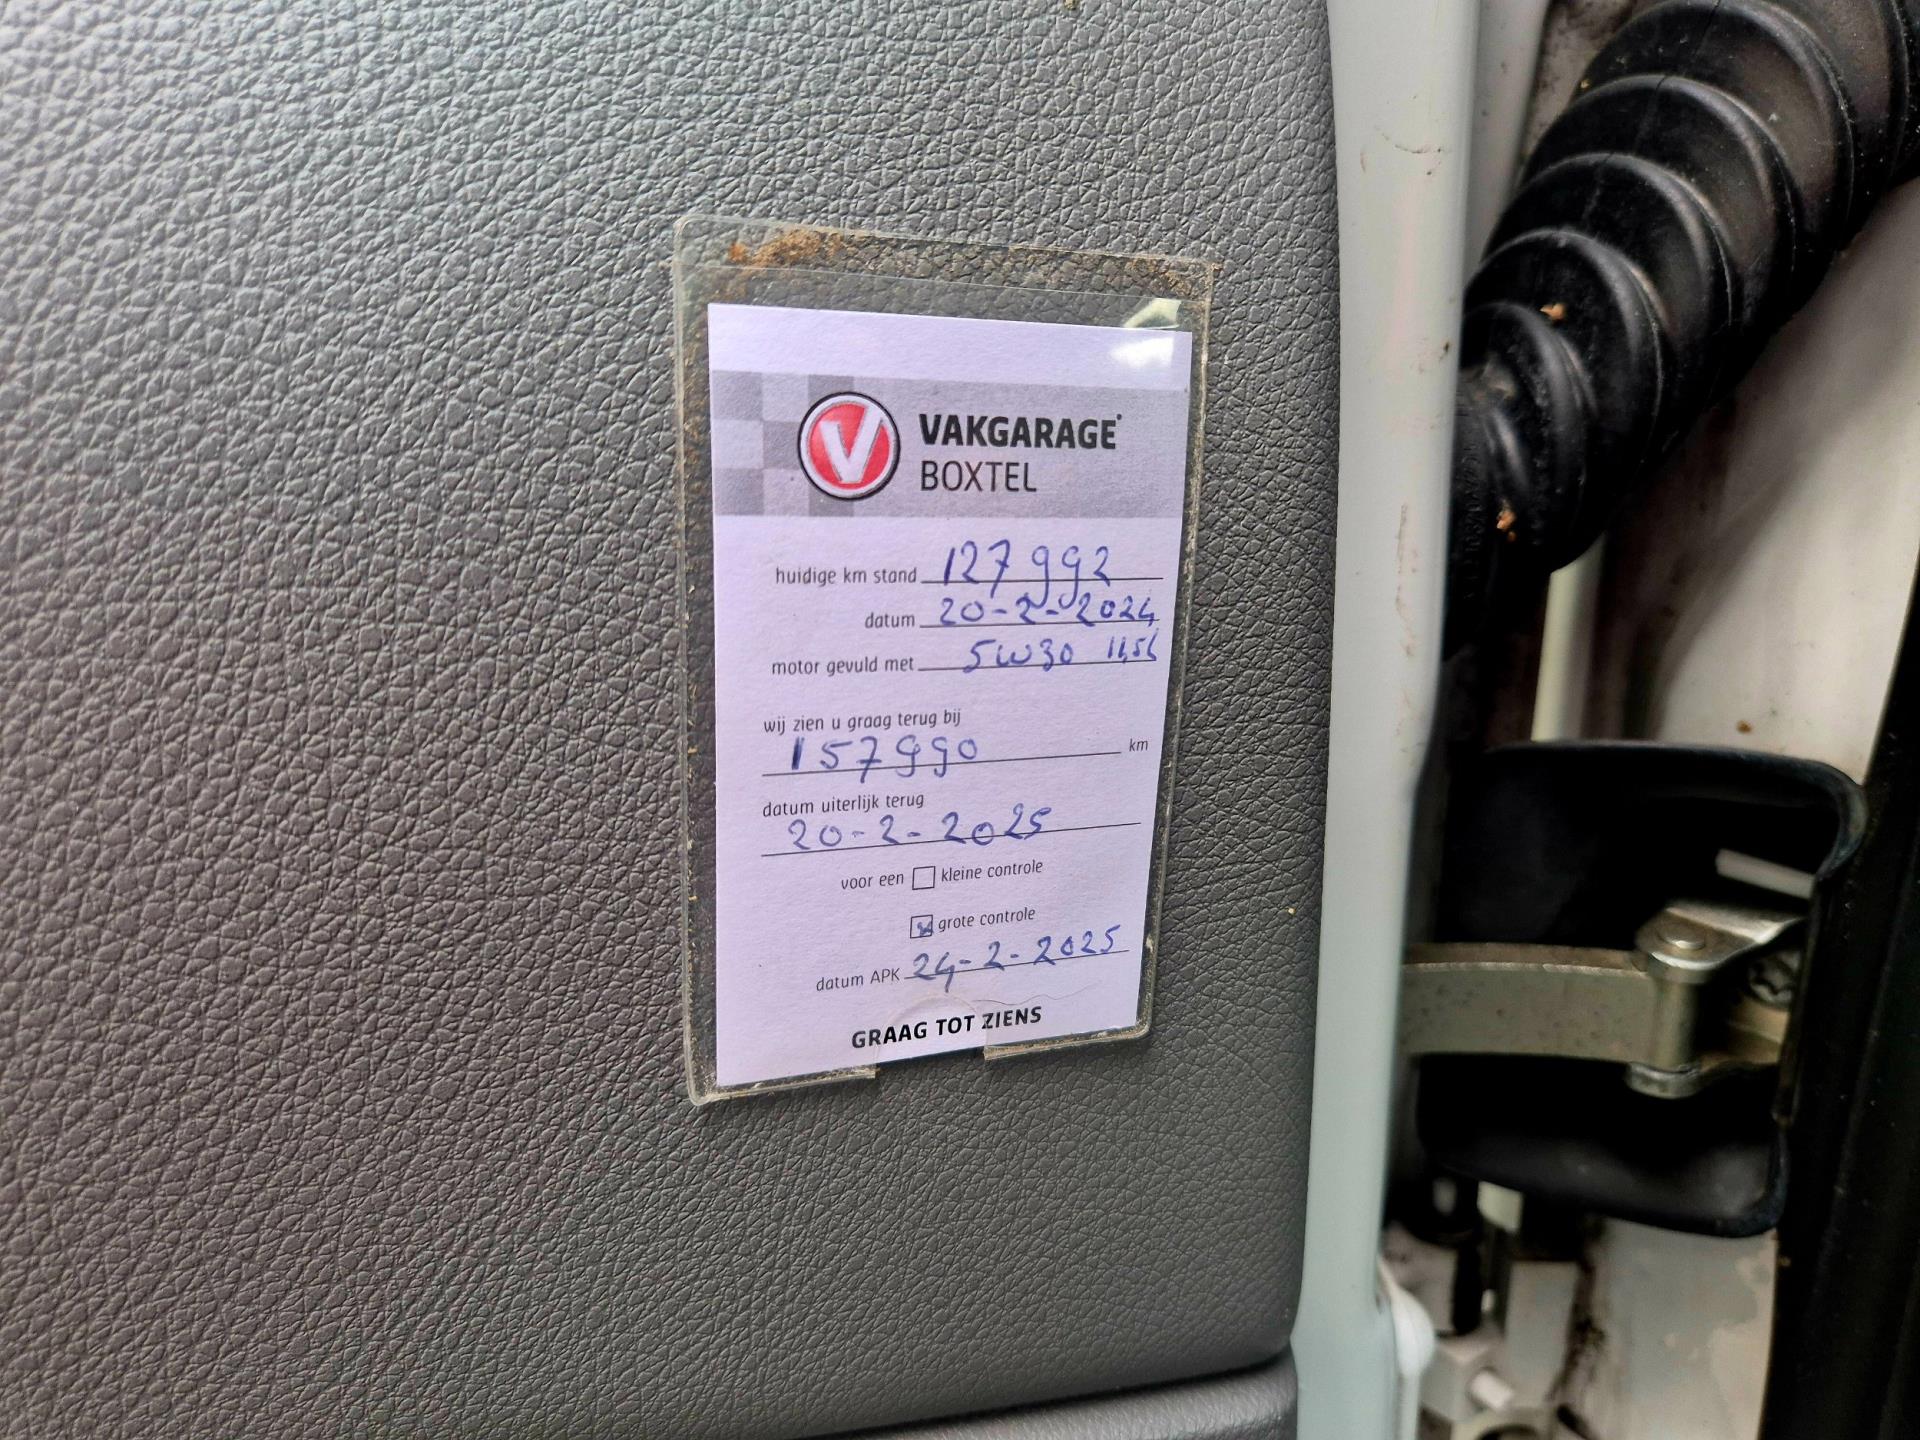 V VAKGARAGE
BOXTEL
huidige km stand 127992
datum 20-2-2024
motor gevuld met 5W30
wij zien u graag terug bij
157990 km
datum uiterlijk terug
20-2-2025
voor een kleine controle
grote controle
datum APK 24-2-2025
GRAAG TOT ZIENS